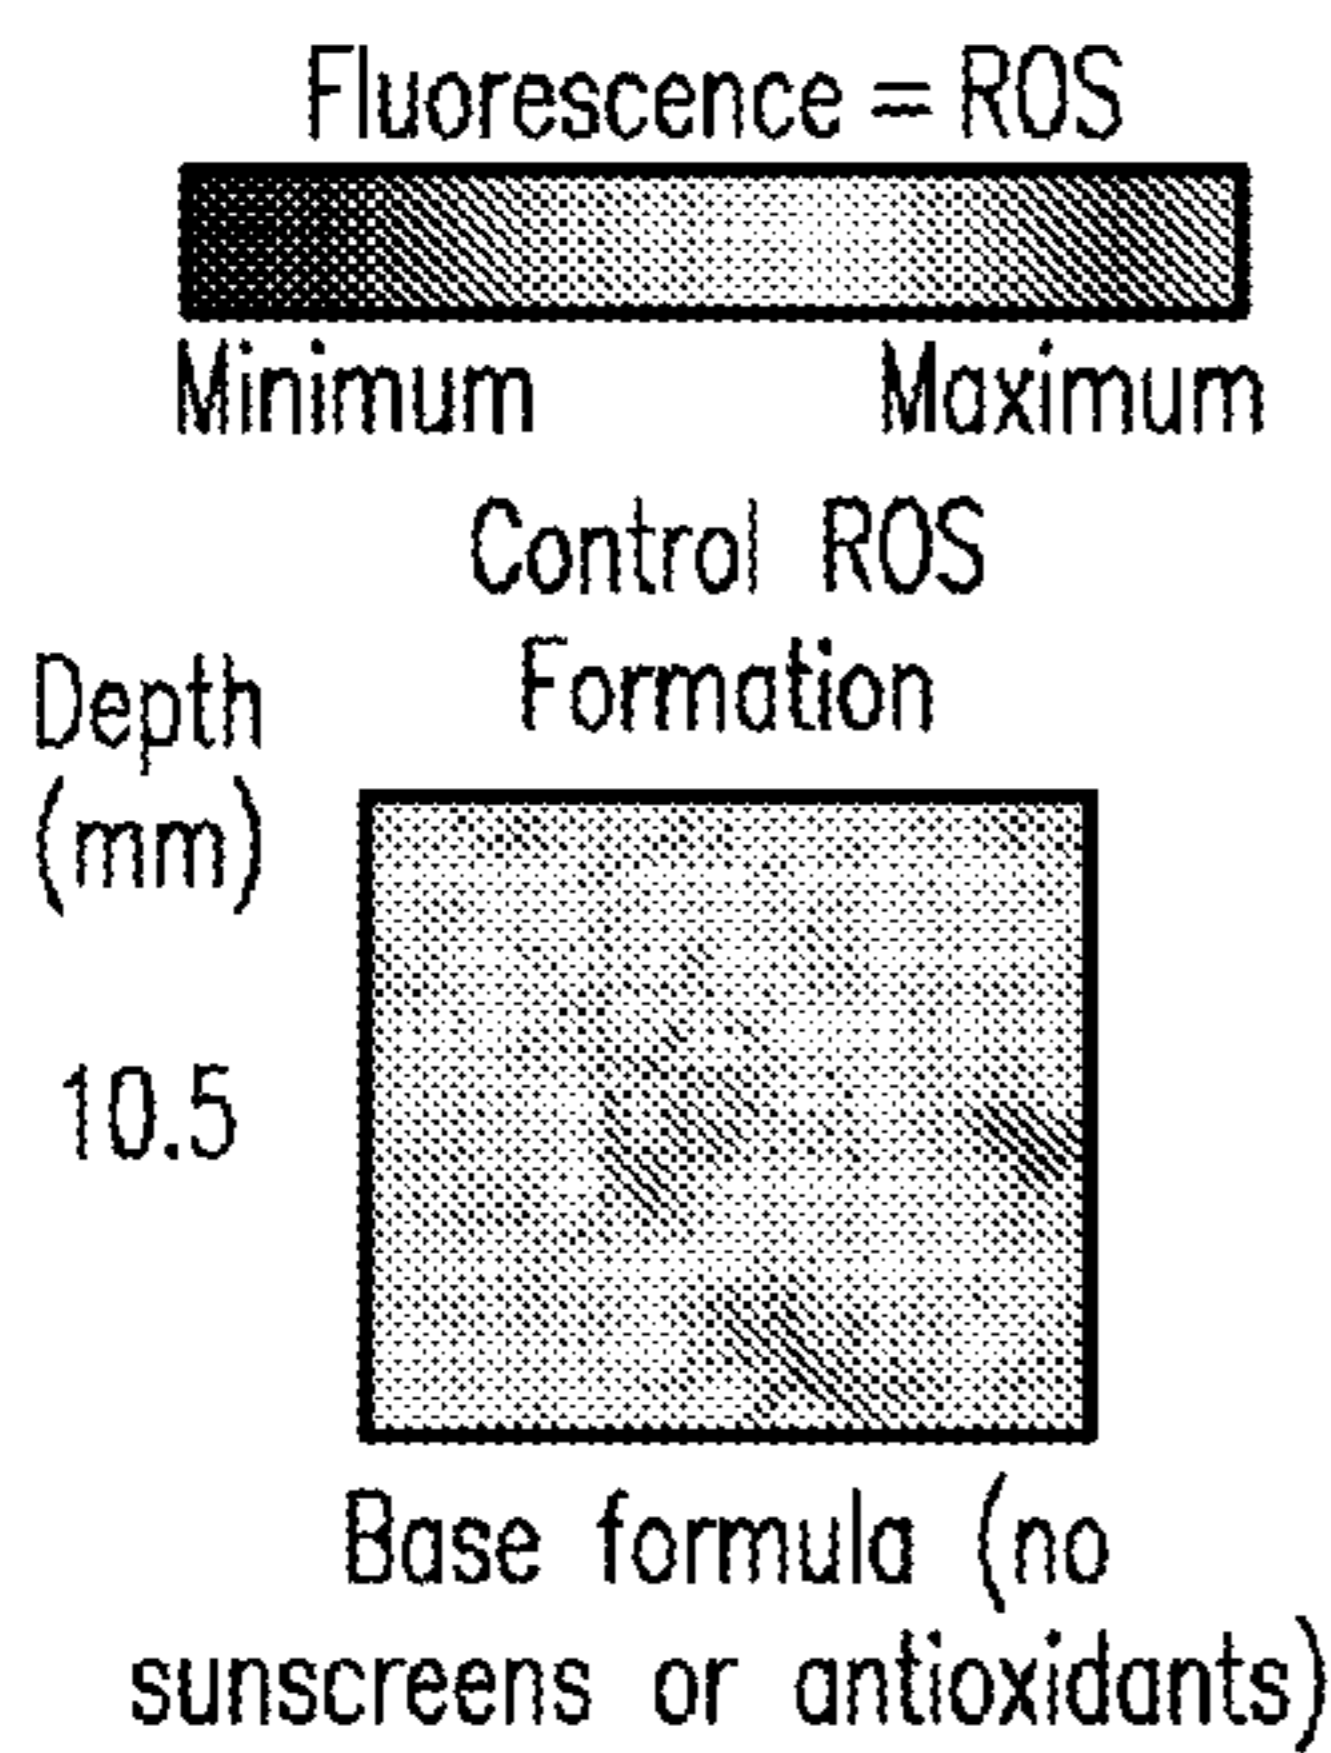 Fluorescence = ROS
Minimum Maximum
Control ROS
Formation
Depth
(mm)
10.5
Base formula (no
sunscreens or antioxidants)